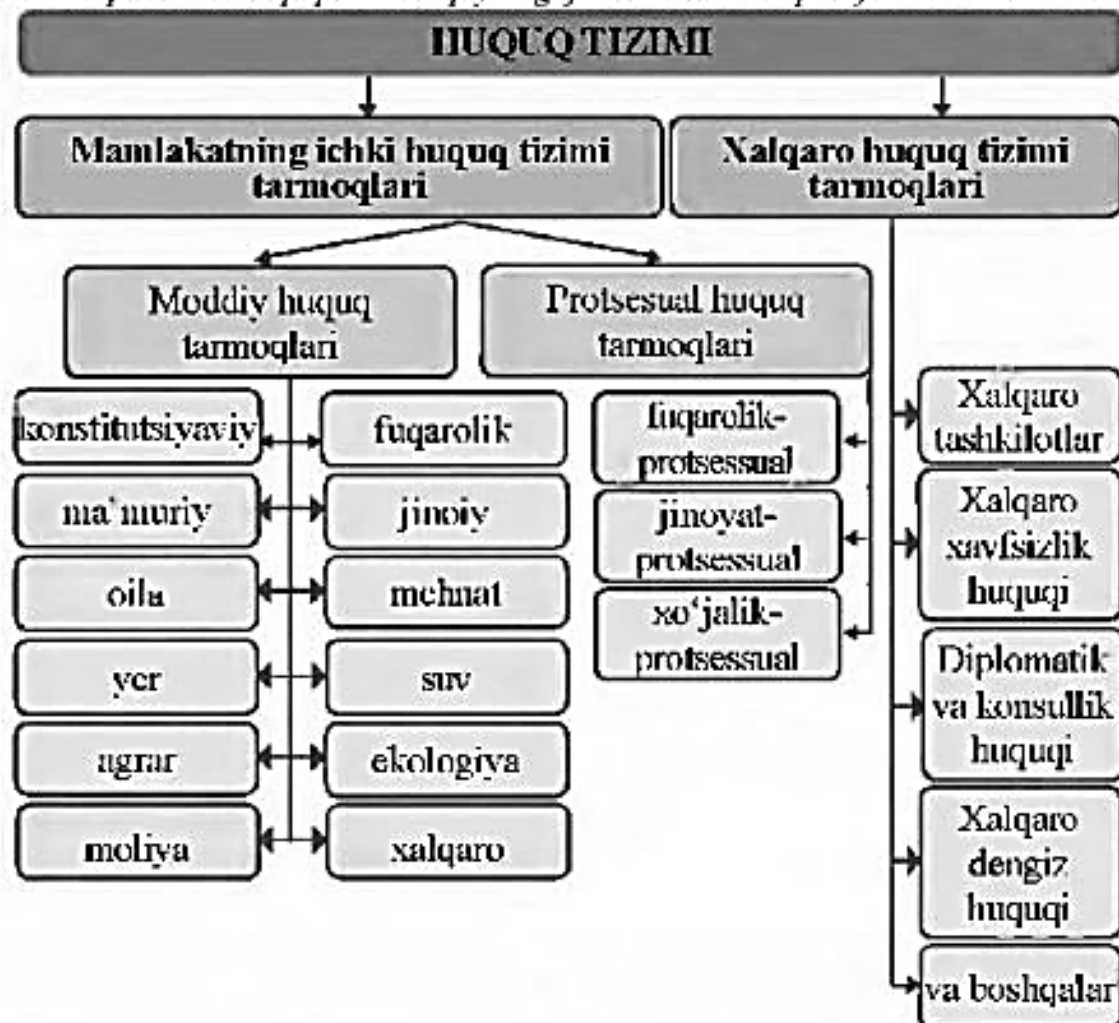 HUQUQ TIZIMI
Mamlakatning ichki huquq tizimi
tarmoqlari
Xalqaro huquq tizimi
tarmoqlari
Moddiy huquq
tarmoqlari
Protsesual huquq
tarmoqlari
konstitutsiyaviy
fuqarolik
ma'muriy
jinoiy
oila
mehnat
yer
suv
agrar
ekologiya
moliya
xalqaro
fuqarolik-
protsessual
jinoyat-
protsessual
xo‘jalik-
protsessual
Xalqaro
tashkilotlar
Xalqaro
xavfsizlik
huquqi
Diplomatik
va konsullik
huquqi
Xalqaro
dengiz
huquqi
va boshqalar